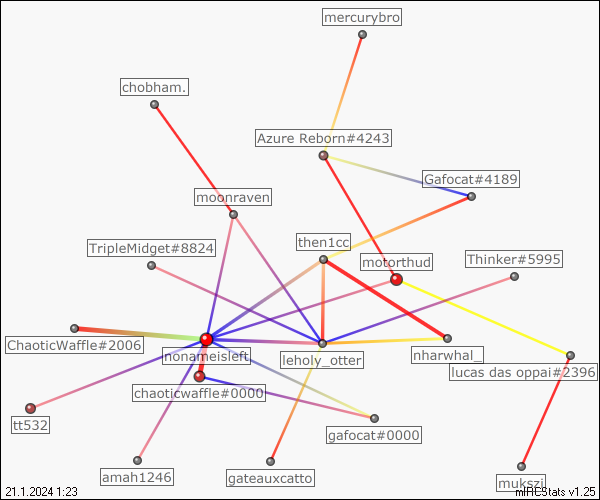 mercurybro
chobham.
Azure Reborn#4243
Gafocat#4189
moonraven
then1cc
TripleMidget#8824
motorthud
Thinker#5995
ChaoticWaffle#2006
nonameisleft
leholy_otter
nharwhal_
lucas das oppai#2396
chaoticwaffle#0000
tt532
gafocat#0000
amah1246
gateauxcatto
mukszi
21.1.2024 1:23
mIRCStats v1.25